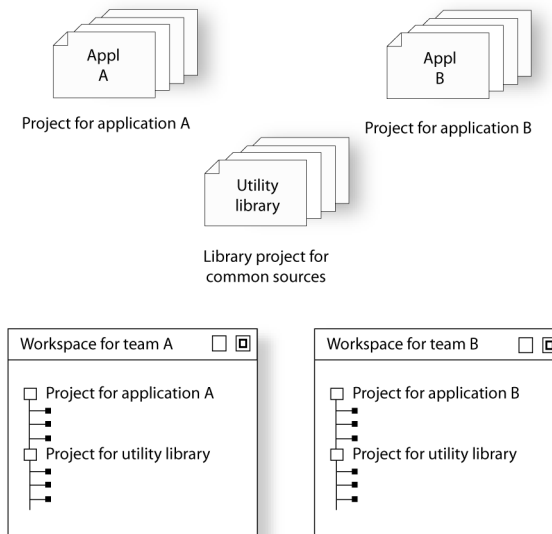 Appl
A
Appl
B
Project for application A
Project for application B
Utility
library
Library project for
common sources
Workspace for team A
Workspace for team B
Project for application A
Project for utility library
Project for application B
Project for utility library